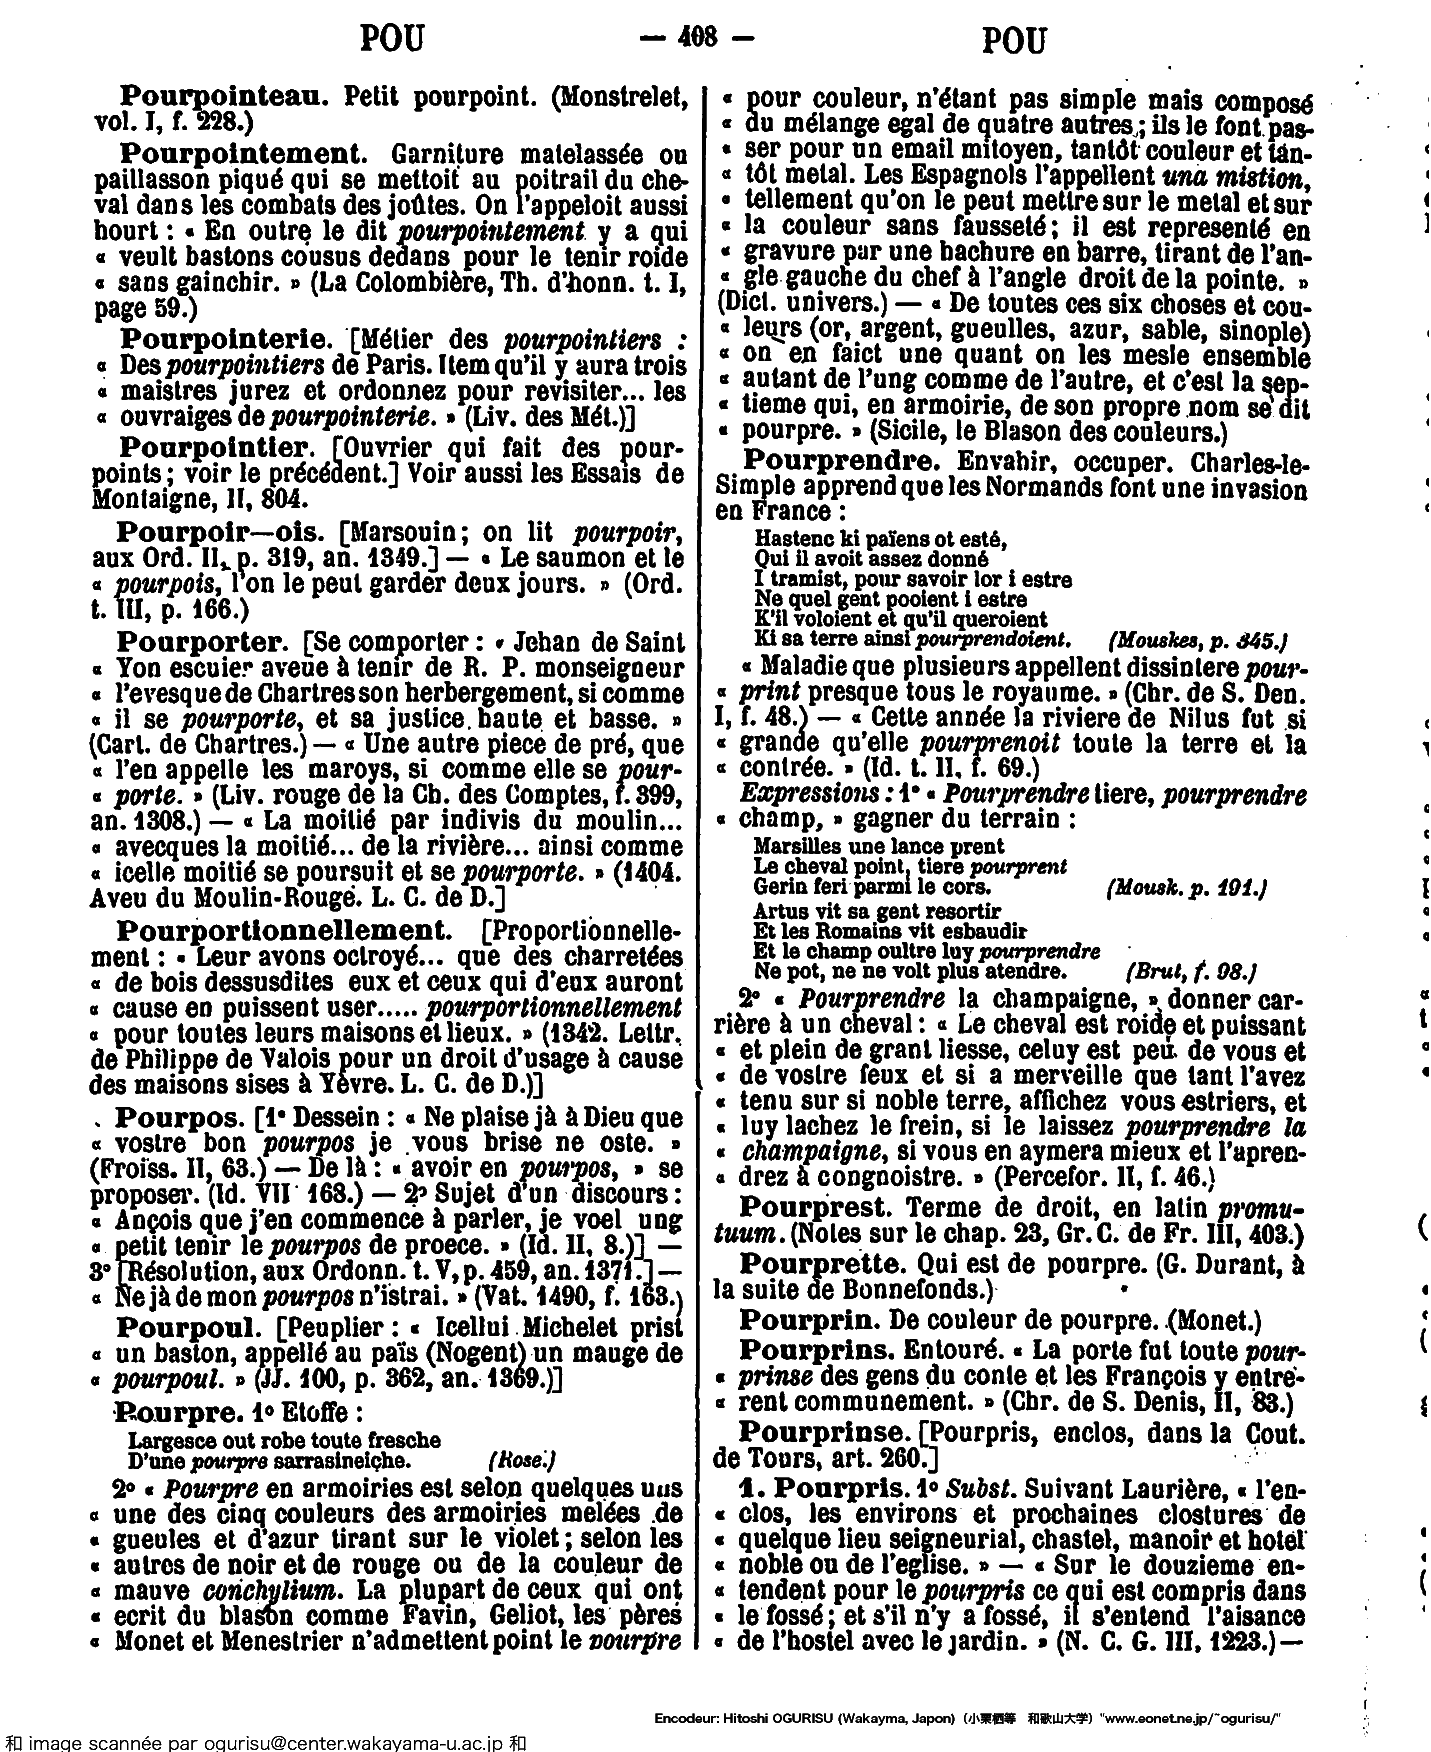 POU
— 408 —
POU
Pourpointeau. Petit pourpoint. (Monstrelet,
vol. I, f. 228.)
Pourpointement. Garniture matelassée ou
paillasson piqué qui se mettoit au poitrail du che-
val dans les combats des joûtes. On l'appeloit aussi
hourt : « En outre le dit pourpointement y a qui
« veult bastons cousus dedans pour le tenir roide
« sans gainchir. » (La Colombière, Th. d'honn. t. I,
page 59.)
Pourpointerie. [Métier des pourpointiers :
« Des pourpointiers de Paris. Item qu'il y aura trois
« maistres jurez et ordonnez pour revisiter... les
« ouvraiges de pourpointerie. » (Liv. des Mét.)]
Pourpointier. [Ouvrier qui fait des pour-
points ; voir le précédent.] Voir aussi les Essais de
Montaigne, II, 804.
Pourpoir—ois. [Marsouin ; on lit pourpoir,
aux Ord. II, p. 319, an. 1349.] — « Le saumon et le
« pourpois, l'on le peut garder deux jours. » (Ord.
t. III, p. 166.)
Pourporter. [Se comporter : « Jehan de Saint
« Yon escuier aveue à tenir de R. P. monseigneur
« l'evesque de Chartres son herbergement, si comme
« il se pourporte, et sa justice haute et basse. »
(Cart. de Chartres.) — « Une autre piece de pré, que
« l'en appelle les maroys, si comme elle se pour-
« porte. » (Liv. rouge de la Ch. des Comptes, f. 399,
an. 1308.) — « La moitié par indivis du moulin...
« avecques la moitié... de la rivière... ainsi comme
« icelle moitié se poursuit et se pourporte. » (1404.
Aveu du Moulin-Rouge. L. C. de D.]
Pourportionnellement. [Proportionnelle-
ment : « Leur avons octroyé... que des charretées
« de bois dessusdites eux et ceux qui d'eux auront
« cause en puissent user..... pourportionnellement
« pour toutes leurs maisons et lieux. » (1342. Lettr.
de Philippe de Valois pour un droit d'usage à cause
des maisons sises à Yèvre. L. C. de D.)]
Pourpos. [1° Dessein : « Ne plaise jà à Dieu que
« vostre bon pourpos je vous brise ne oste. »
(Froiss. II, 63.) — De là : « avoir en pourpos, » se
proposer. (Id. VII 168.) — 2° Sujet d'un discours :
« Ançois que j'en commence à parler, je voel ung
« petit tenir le pourpos de proece. » (Id. II, 8.)] —
3° [Résolution, aux Ordonn. t. V, p. 459, an. 1371.] —
« Ne jà de mon pourpos n'istrai. » (Vat. 1490, f. 163.)
Pourpoul. [Peuplier : « Icellui Michelet prist
« un baston, appellé au païs (Nogent) un mauge de
« pourpoul. » (JJ. 100, p. 362, an. 1369.)]
Pourpre. 1° Etoffe :
Largesce out robe toute fresche
D'une pourpre sarrasineiche. (Rose.)
2° « Pourpre en armoiries est selon quelques uns
« une des cinq couleurs des armoiries melées de
« gueules et d'azur tirant sur le violet ; selon les
« autres de noir et de rouge ou de la couleur de
« mauve conchylium. La plupart de ceux qui ont
« ecrit du blason comme Favin, Geliot, les pères
« Monet et Menestrier n'admettent point le pourpre
« pour couleur, n'étant pas simple mais composé
« du mélange egal de quatre autres ; ils le font pas-
« ser pour un email mitoyen, tantôt couleur et tan-
« tôt metal. Les Espagnols l'appellent una mistion,
« tellement qu'on le peut mettre sur le metal et sur
« la couleur sans fausseté ; il est representé en
« gravure par une hachure en barre, tirant de l'an-
« gle gauche du chef à l'angle droit de la pointe. »
(Dict. univers.) — « De toutes ces six choses et cou-
« leurs (or, argent, gueulles, azur, sable, sinople)
« on en faict une quant on les mesle ensemble
« autant de l'ung comme de l'autre, et c'est la sep-
« tieme qui, en armoirie, de son propre nom se dit
« pourpre. » (Sicile, le Blason des couleurs.)
Pourprendre. Envahir, occuper. Charles-le-
Simple apprend que les Normands font une invasion
en France :
Hastenc ki païens ot esté,
Qui il avoit assez donné
I tramist, pour savoir lor i estre
Ne quel gent pooient i estre
K'il voloient et qu'il queroient
Ki sa terre ainsi pourprendoient. (Mouskes, p. 345.)
« Maladie que plusieurs appellent dissintere pour-
« print presque tous le royaume. » (Chr. de S. Den.
I, f. 48.) — « Cette année la riviere de Nilus fut si
« grande qu'elle pourprenoit toute la terre et la
« contrée. » (Id. t. II, f. 69.)
Expressions : 1° « Pourprendre tiere, pourprendre
« champ, » gagner du terrain :
Marsilles une lance prent
Le cheval point, tiere pourprent
Gerin feri parmi le cors. (Mousk. p. 191.)
Artus vit sa gent resortir
Et les Romains vit esbaudir
Et le champ oultre luy pourprendre
Ne pot, ne ne volt plus atendre. (Brut, f. 98.)
2° « Pourprendre la champaigne, » donner car-
rière à un cheval : « Le cheval est roide et puissant
« et plein de grant liesse, celuy est peu de vous et
« de vostre feux et si a merveille que tant l'avez
« tenu sur si noble terre, affichez vous estriers, et
« luy lachez le frein, si le laissez pourprendre la
« champaigne, si vous en aymera mieux et l'apren-
« drez à congnoistre. » (Percefor. II, f. 46.)
Pourprest. Terme de droit, en latin promu-
tuum. (Notes sur le chap. 23, Gr. C. de Fr. III, 403.)
Pourprette. Qui est de pourpre. (G. Durant, à
la suite de Bonnefonds.)
Pourprin. De couleur de pourpre. (Monet.)
Pourprins. Entouré. « La porte fut toute pour-
« prinse des gens du conte et les François y entre-
« rent communement. » (Chr. de S. Denis, II, 83.)
Pourprinse. [Pourpris, enclos, dans la Cout.
de Tours, art. 260.]
1. Pourpris. 1° Subst. Suivant Laurière, « l'en-
« clos, les environs et prochaines clostures de
« quelque lieu seigneurial, chastel, manoir et hotel
« noble ou de l'eglise. » — « Sur le douzieme en-
« tendent pour le pourpris ce qui est compris dans
« le fossé ; et s'il n'y a fossé, il s'entend l'aisance
« de l'hostel avec le jardin. » (N. C. G. III, 1223.) —
Encodeur: Hitoshi OGURISU (Wakayma, Japon) (小栗栖等 和歌山大学) "www.eonet.ne.jp/~ogurisu/"
和 image scannée par ogurisu@center.wakayama-u.ac.jp 和